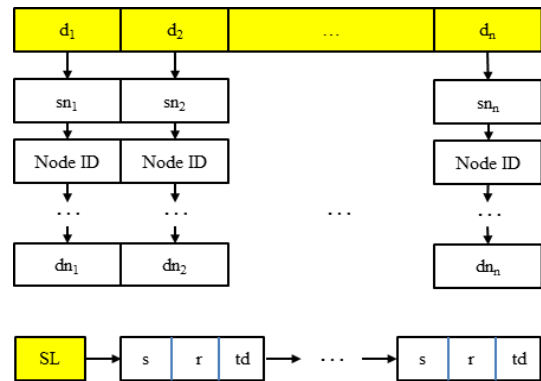 d₁ d₂ … dₙ
sn₁ sn₂ snₙ
Node ID Node ID Node ID
… … …
…
dn₁ dn₂ dnₙ
SL s r td … s r td